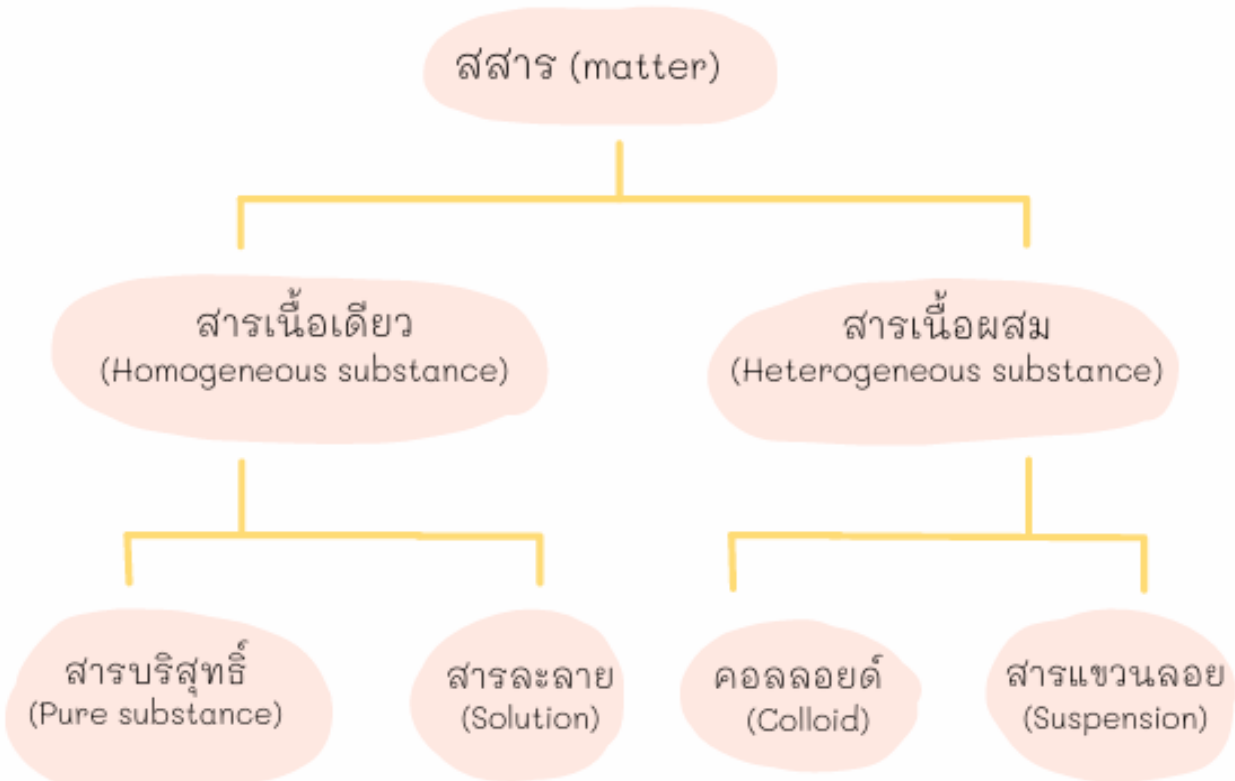 สสาร (matter)
สารเนื้อเดียว
(Homogeneous substance)
สารเนื้อผสม
(Heterogeneous substance)
สารบริสุทธิ์
(Pure substance)
สารละลาย
(Solution)
คอลลอยด์
(Colloid)
สารแขวนลอย
(Suspension)